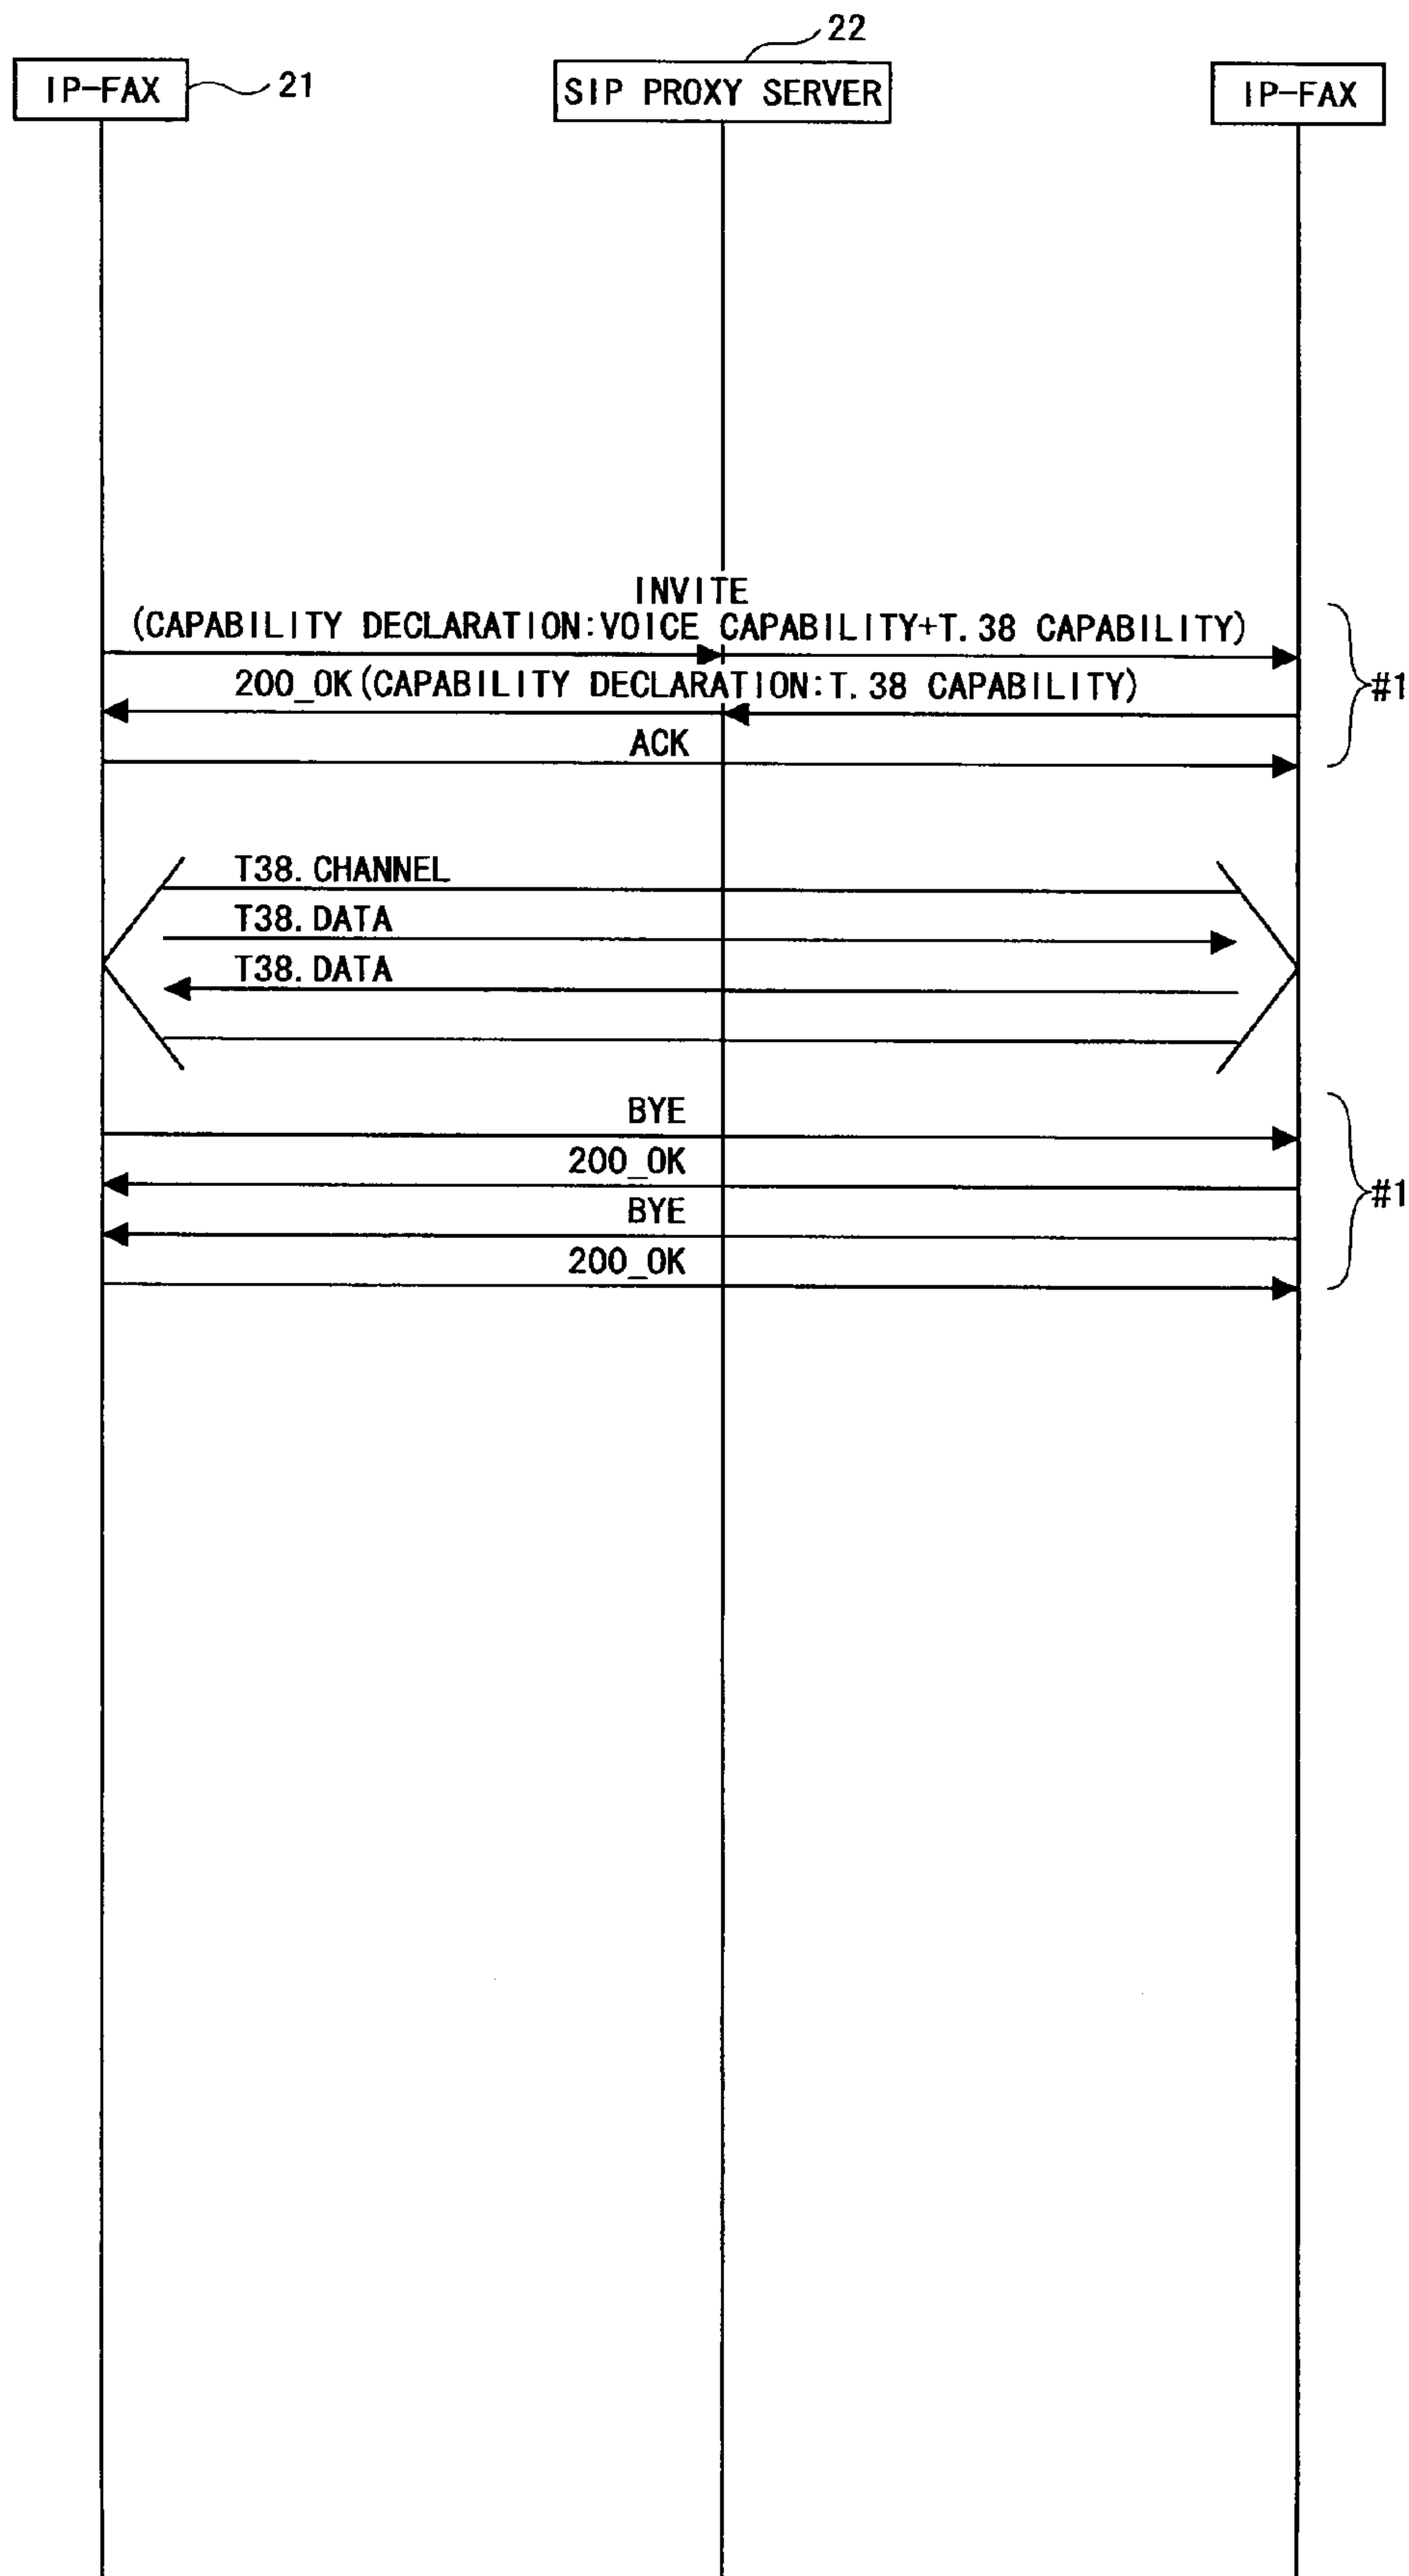 22
IP-FAX
21
SIP PROXY SERVER
IP-FAX
INVITE
(CAPABILITY DECLARATION:VOICE CAPABILITY+T.38 CAPABILITY)
200_OK(CAPABILITY DECLARATION:T.38 CAPABILITY)
#1
ACK
T38.CHANNEL
T38.DATA
T38.DATA
BYE
200_OK
#1
BYE
200_OK